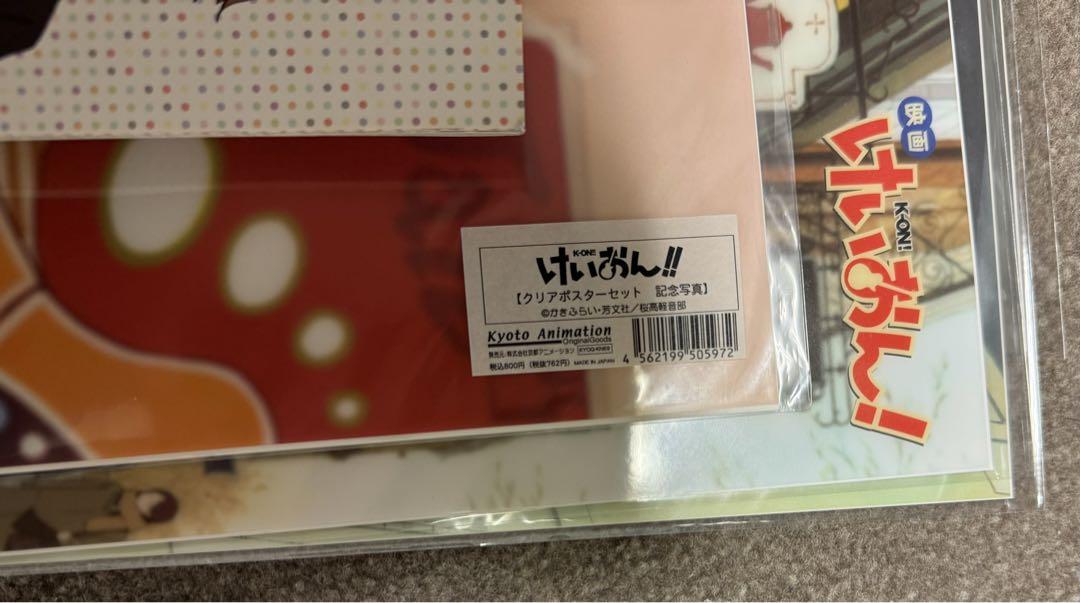 K-ON!
けいおん!!
【クリアポスターセット 記念写真】
©かきふらい・芳文社／桜高軽音部
Kyoto Animation
OriginalGoods
発売元:株式会社京都アニメーション
税込800円 (税抜762円) MADE IN JAPAN
4 562199 505972
映画
けいおん!
K-ON!